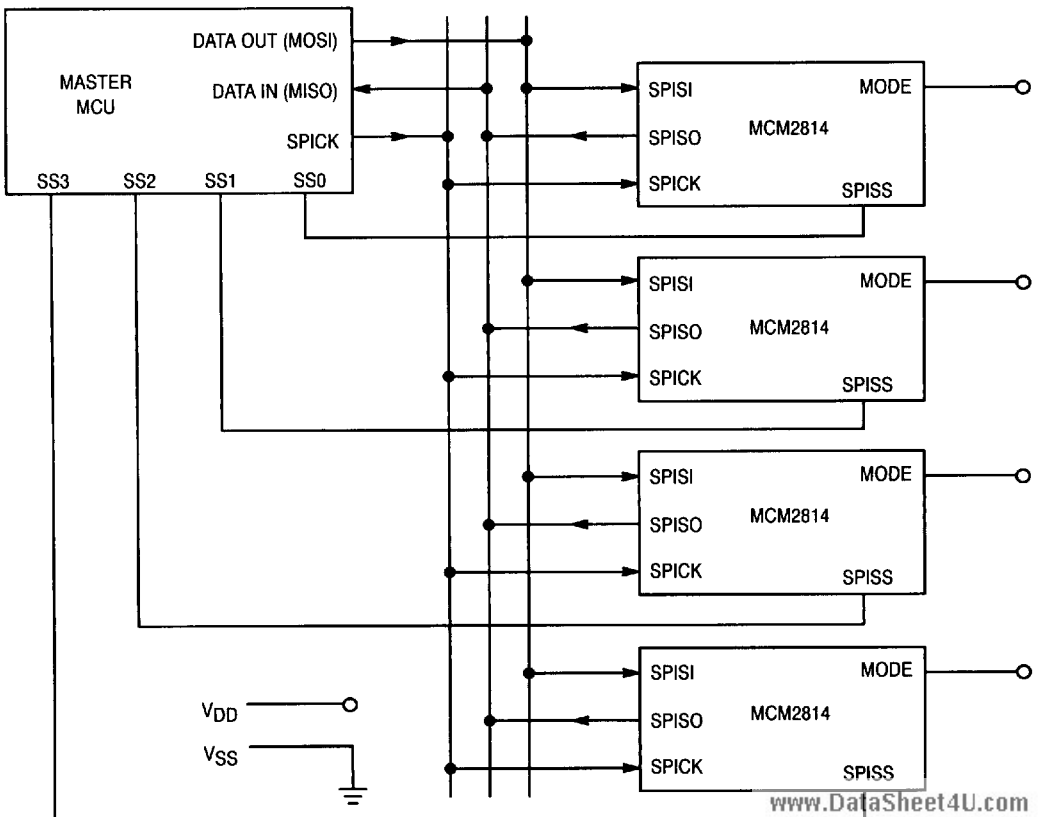 DATA OUT (MOSI)
MASTER
MCU
DATA IN (MISO)
SPICK
SS3 SS2 SS1 SS0
SPISI MODE
MCM2814
SPISO
SPICK
SPISS
SPISI MODE
MCM2814
SPISO
SPICK
SPISS
SPISI MODE
MCM2814
SPISO
SPICK
SPISS
SPISI MODE
MCM2814
SPISO
SPICK
SPISS
VDD
VSS
www.DataSheet4U.com